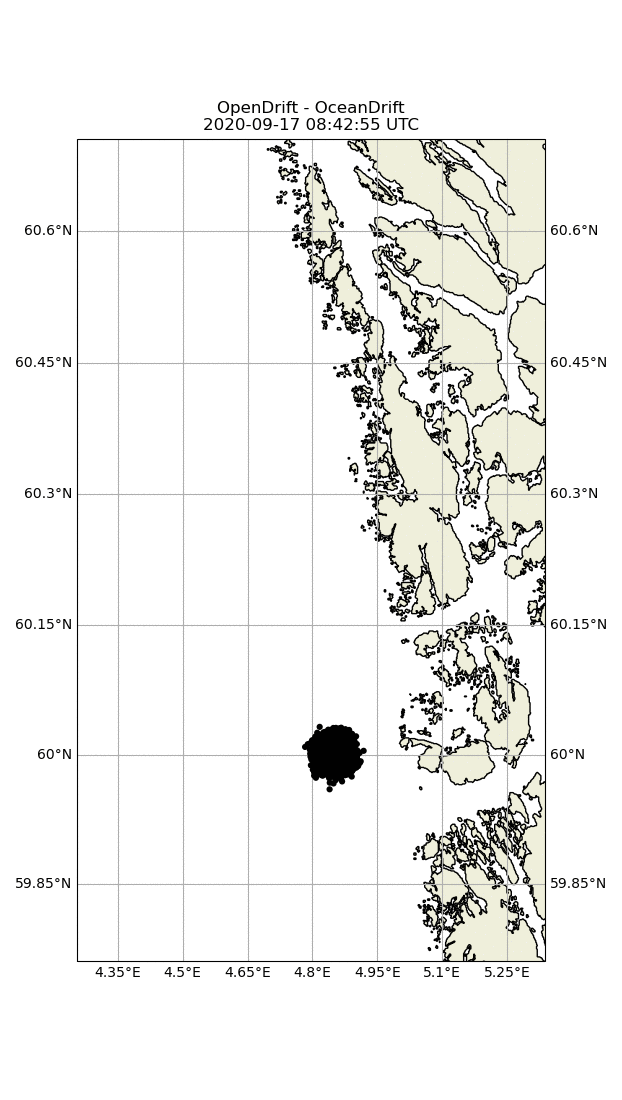 OpenDrift - OceanDrift
2020-09-17 08:42:55 UTC
60.6°N 60.6°N
60.45°N 60.45°N
60.3°N 60.3°N
60.15°N 60.15°N
60°N 60°N
59.85°N 59.85°N
4.35°E 4.5°E 4.65°E 4.8°E 4.95°E 5.1°E 5.25°E